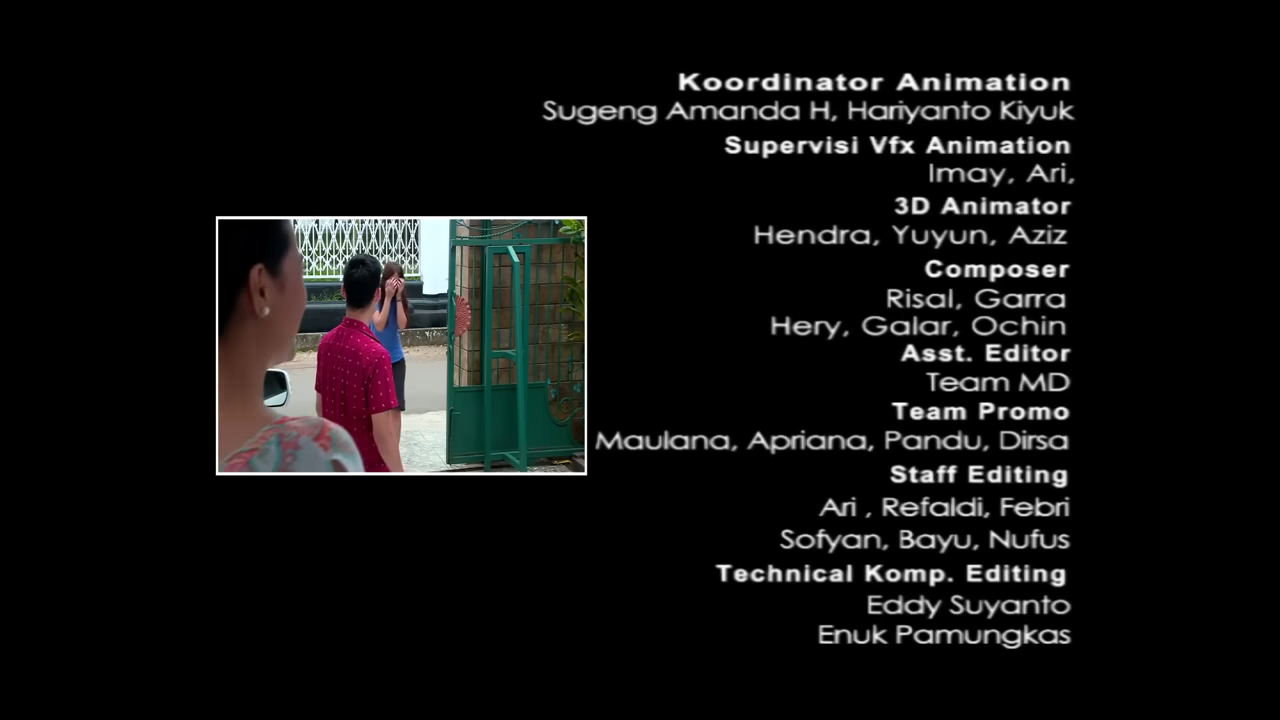 Koordinator Animation
Sugeng Amanda H, Hariyanto Kiyuk
Supervisi Vfx Animation
Imay, Ari,
3D Animator
Hendra, Yuyun, Aziz
Composer
Risal, Garra
Hery, Galar, Ochin
Asst. Editor
Team MD
Team Promo
Maulana, Apriana, Pandu, Dirsa
Staff Editing
Ari , Refaldi, Febri
Sofyan, Bayu, Nufus
Technical Komp. Editing
Eddy Suyanto
Enuk Pamungkas